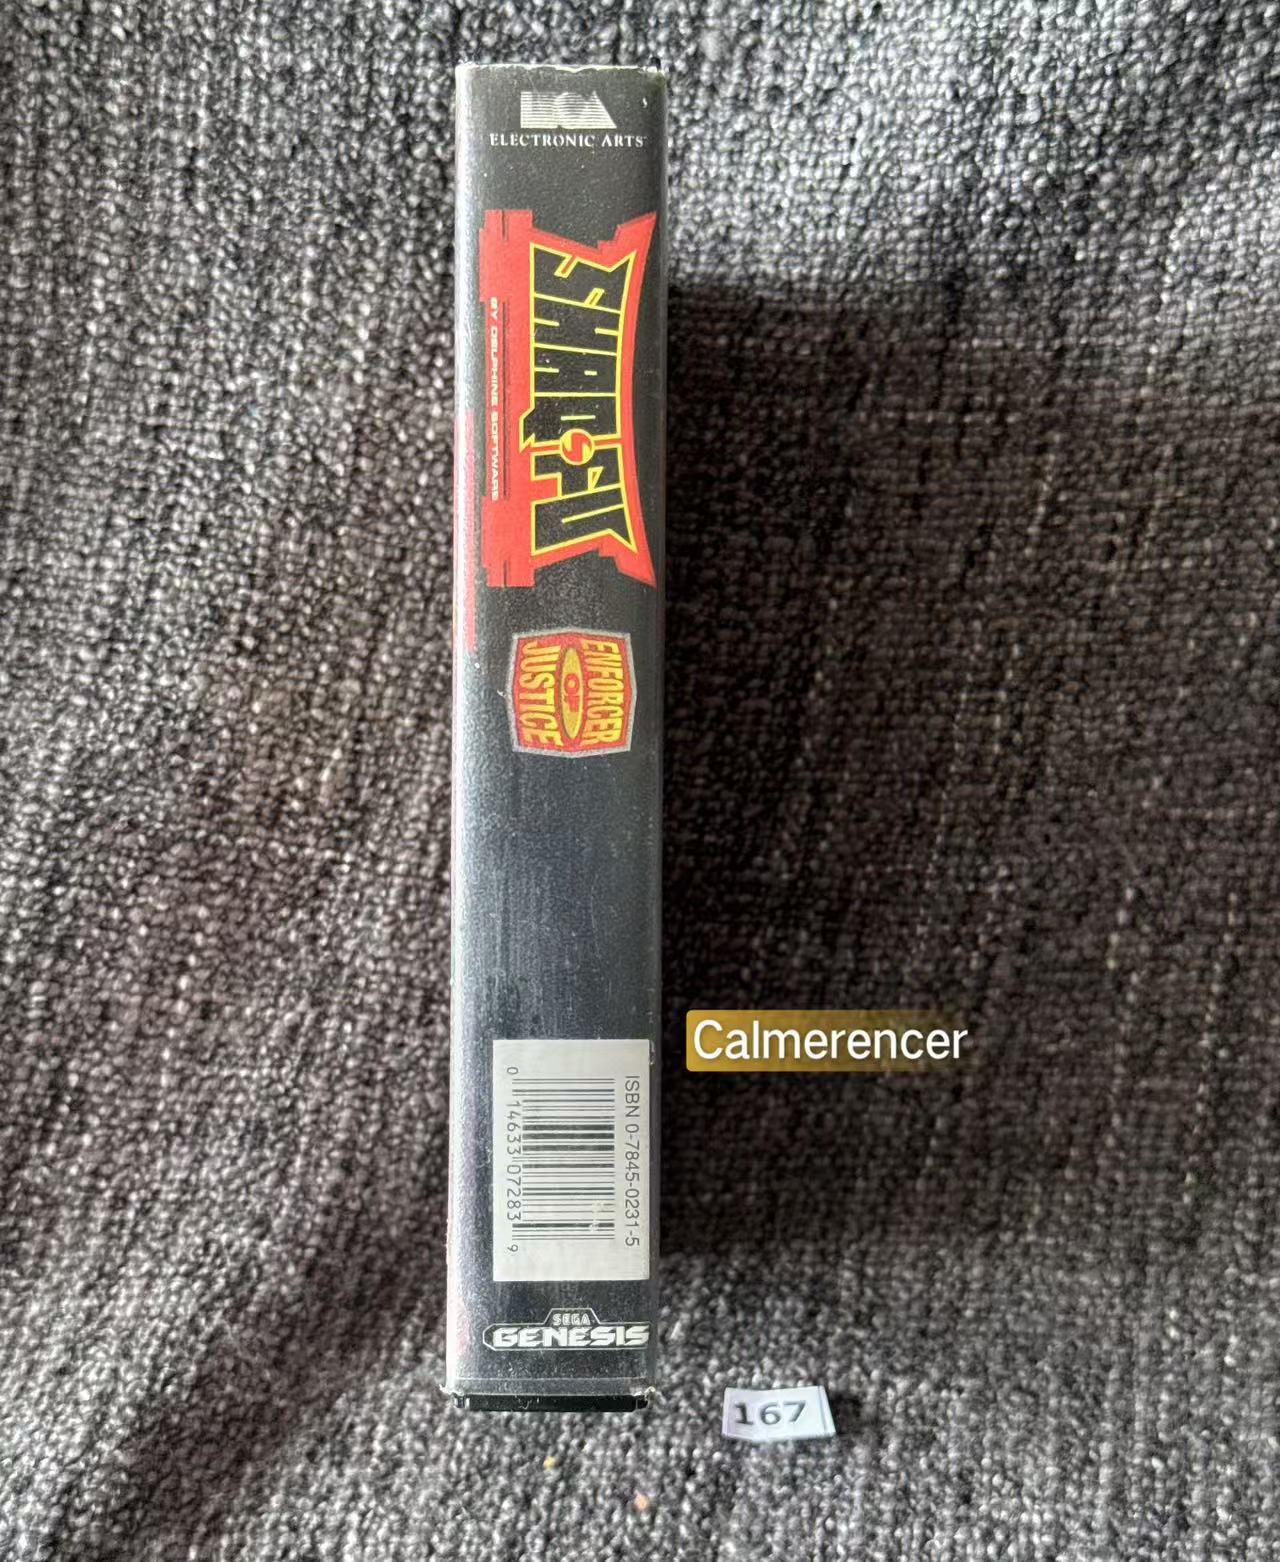 ELECTRONIC ARTS™
SHAQ-FU
BY DELPHINE SOFTWARE
ENFORCER
OF
JUSTICE
Calmerencer
ISBN 0-7845-0231-5
0 14633 07283 9
SEGA
GENESIS
167